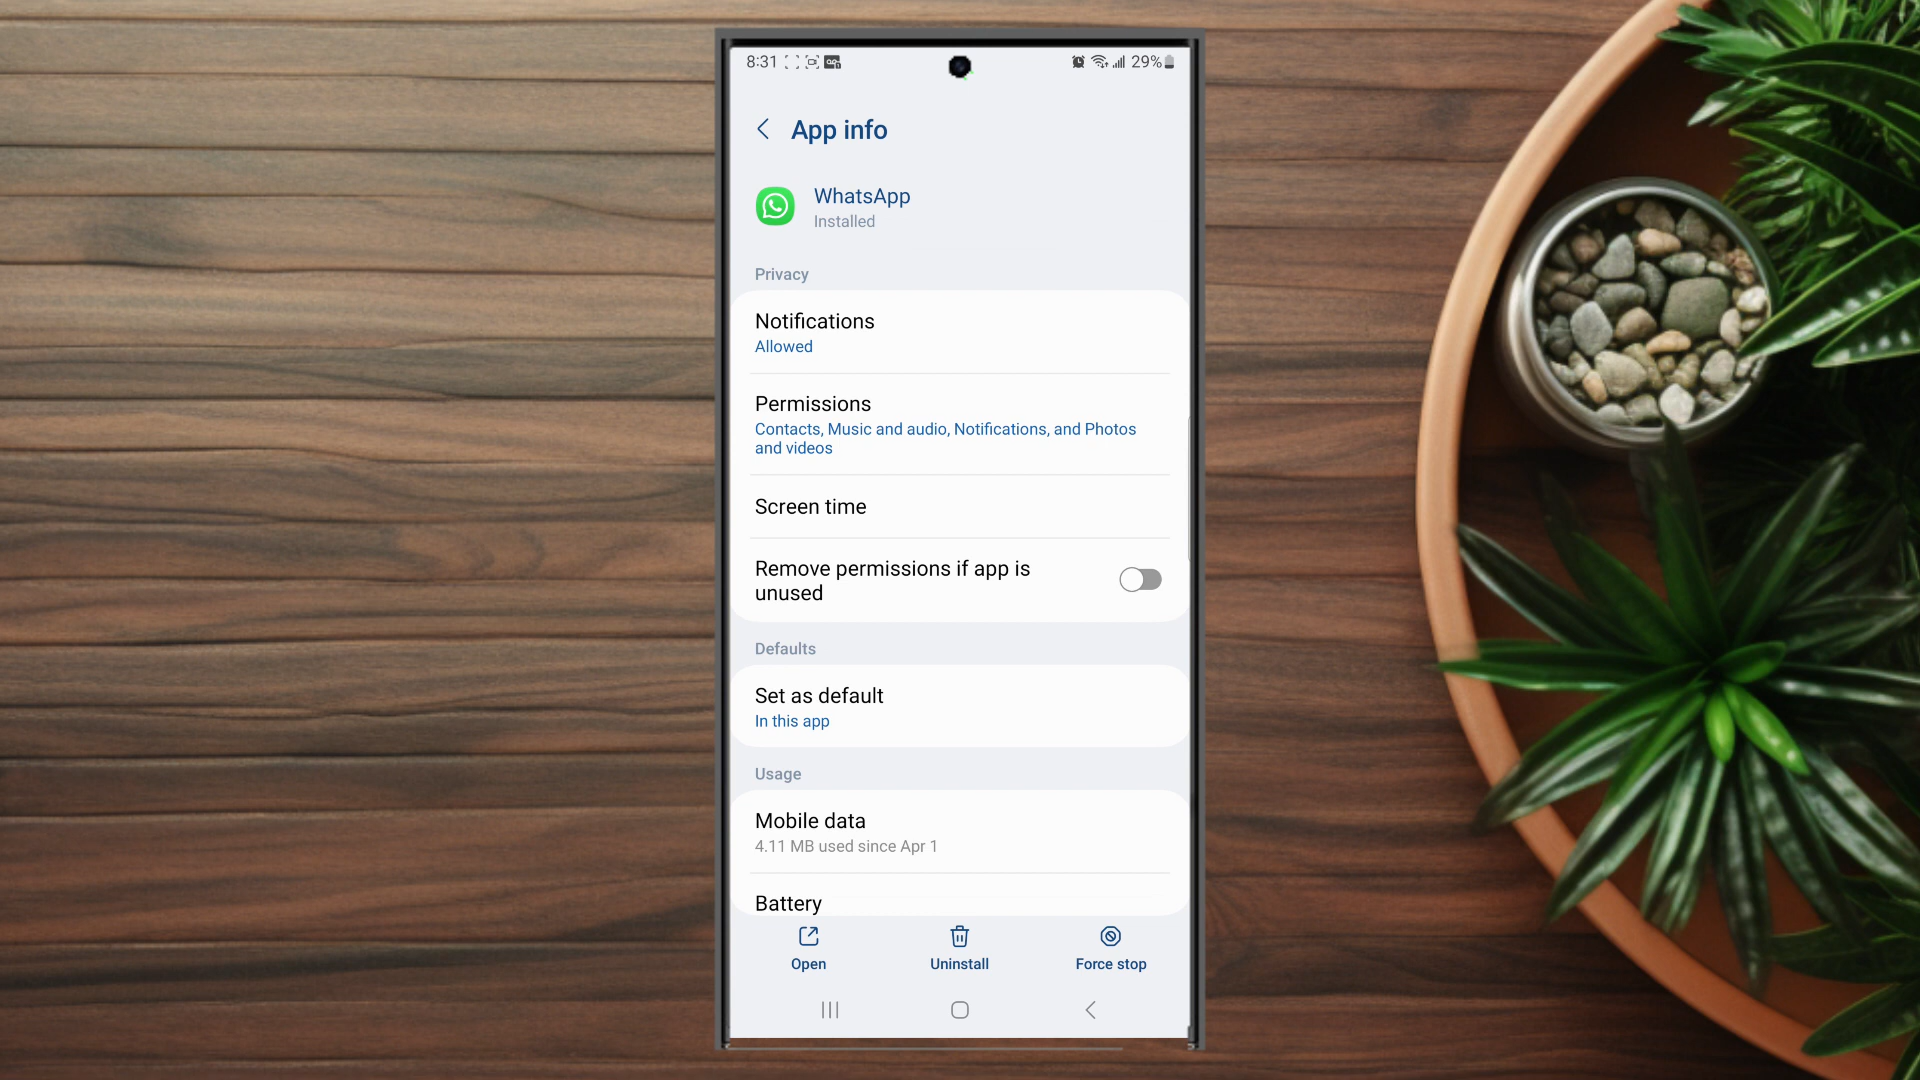 8:31
29%
App info
WhatsApp
Installed
Privacy
Notifications
Allowed
Permissions
Contacts, Music and audio, Notifications, and Photos
and videos
Screen time
Remove permissions if app is
unused
Defaults
Set as default
In this app
Usage
Mobile data
4.11 MB used since Apr 1
Battery
Open
Uninstall
Force stop